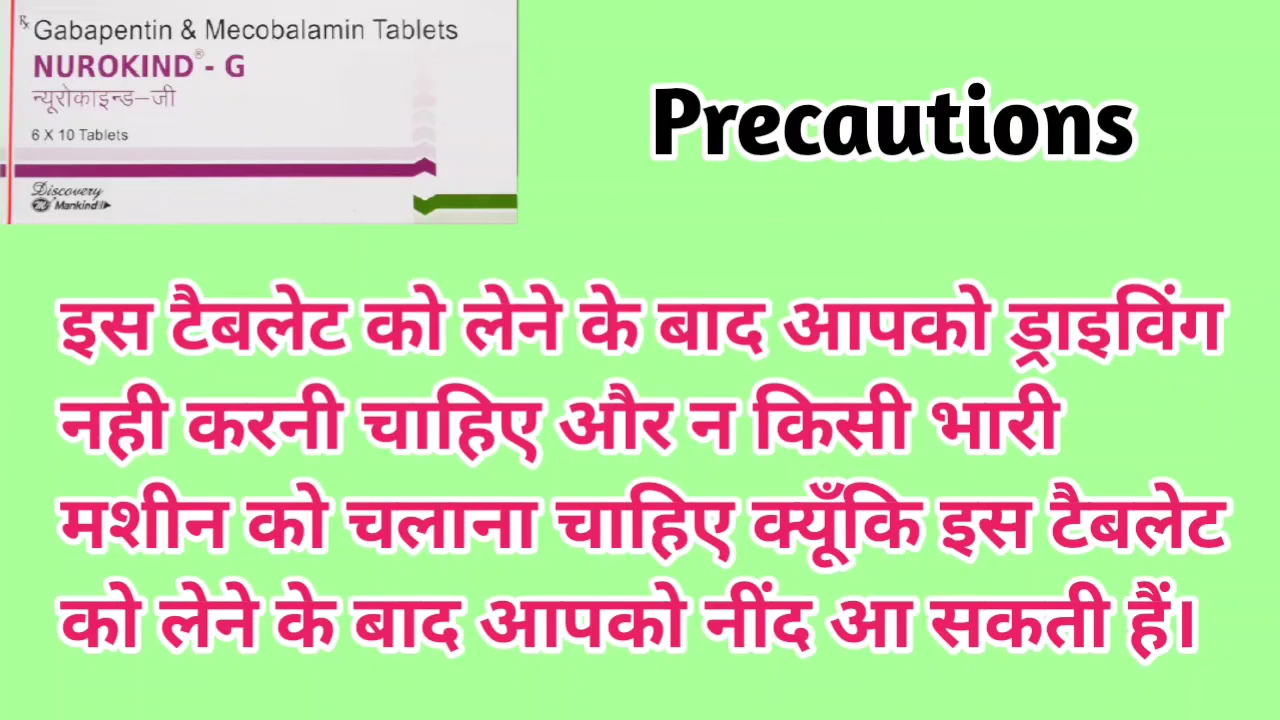 Rx Gabapentin & Mecobalamin Tablets
NUROKIND® - G
न्यूरोकाइन्ड–जी
6 X 10 Tablets
Discovery
Mankind
Precautions
इस टैबलेट को लेने के बाद आपको ड्राइविंग
नही करनी चाहिए और न किसी भारी
मशीन को चलाना चाहिए क्यूँकि इस टैबलेट
को लेने के बाद आपको नींद आ सकती हैं।